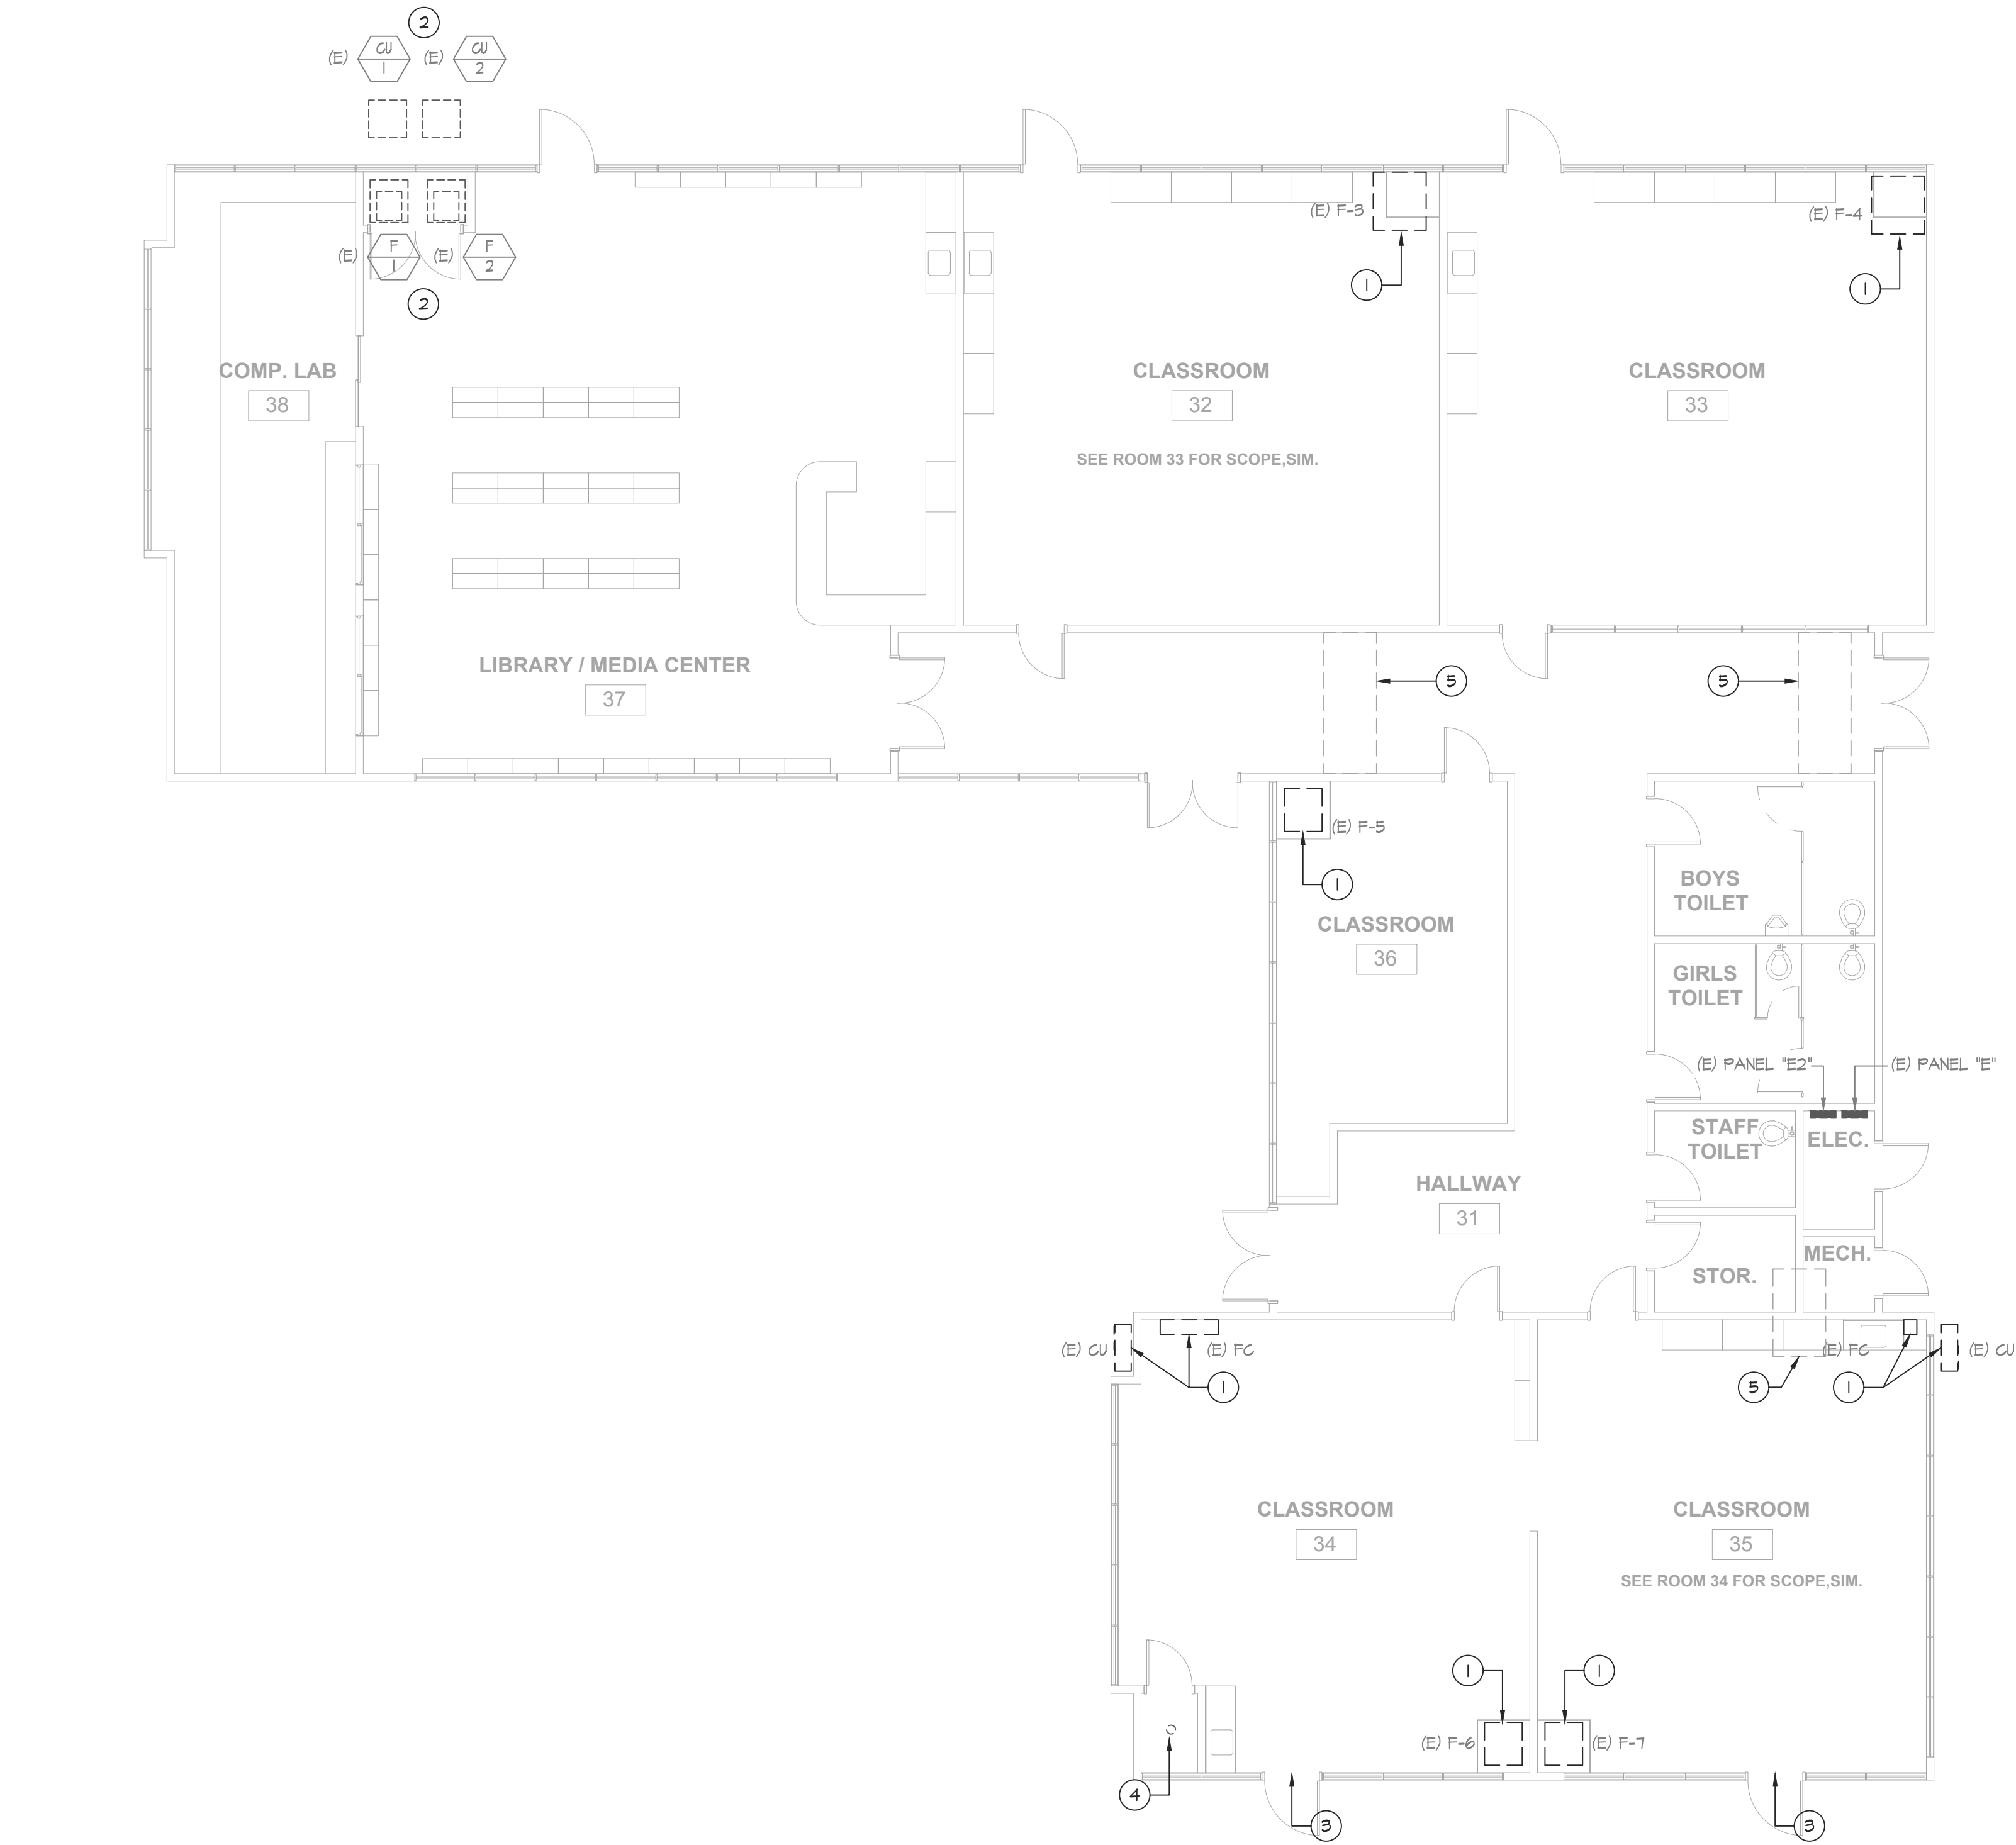 2
(E) CU 1 (E) CU 2
(E) F-3
(E) F-4
(E) F 1 (E) F 2
1
1
2
COMP. LAB
38
CLASSROOM
32
CLASSROOM
33
SEE ROOM 33 FOR SCOPE,SIM.
LIBRARY / MEDIA CENTER
37
5
5
(E) F-5
1
BOYS
TOILET
CLASSROOM
36
GIRLS
TOILET
(E) PANEL "E2"
(E) PANEL "E"
STAFF
TOILET
ELEC.
HALLWAY
31
MECH.
STOR.
(E) CU
(E) FC
(E) FC
(E) CU
1
5
1
CLASSROOM
34
CLASSROOM
35
SEE ROOM 34 FOR SCOPE,SIM.
1
1
(E) F-6
(E) F-7
4
3
3